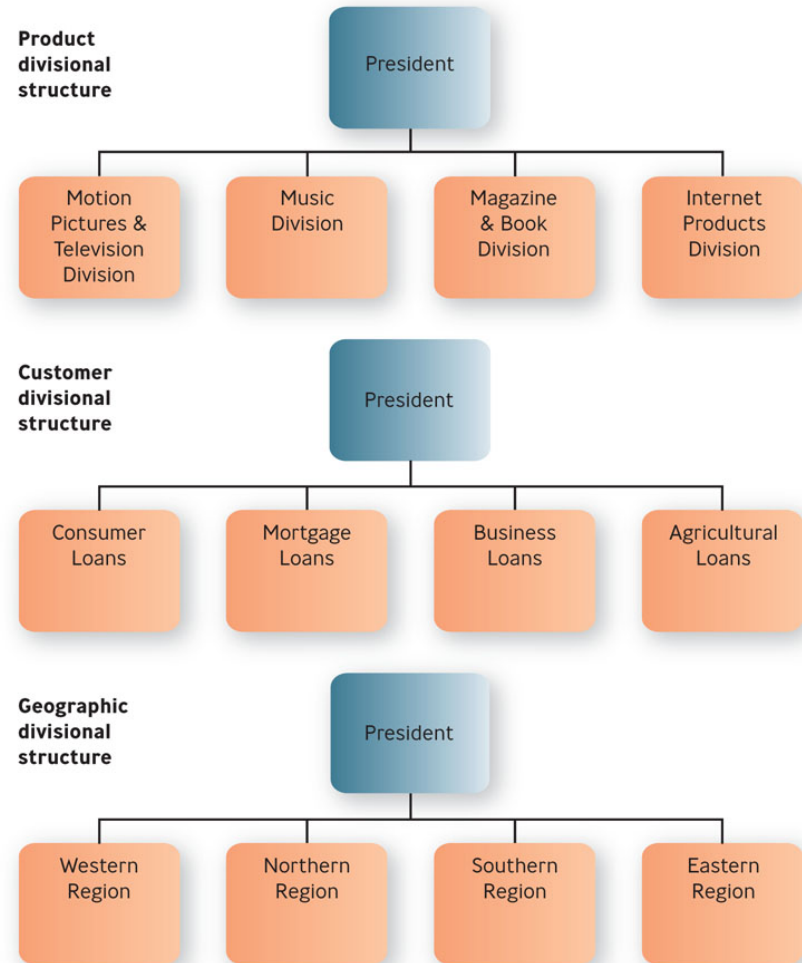 Product
divisional
structure
President
Motion
Pictures &
Television
Division
Music
Division
Magazine
& Book
Division
Internet
Products
Division
Customer
divisional
structure
President
Consumer
Loans
Mortgage
Loans
Business
Loans
Agricultural
Loans
Geographic
divisional
structure
President
Western
Region
Northern
Region
Southern
Region
Eastern
Region